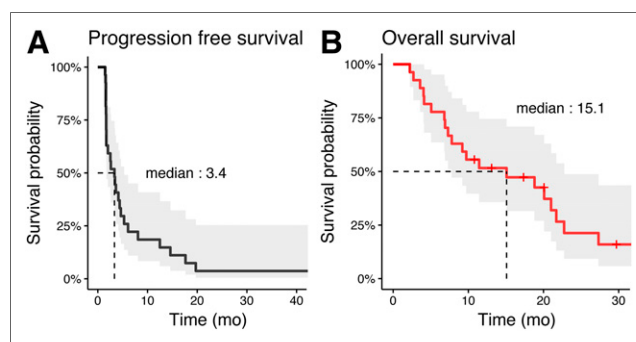 A Progression free survival
100%
75%
50%
25%
0%
Survival probability
median : 3.4
0 10 20 30 40
Time (mo)
B Overall survival
100%
75%
50%
25%
0%
Survival probability
median : 15.1
0 10 20 30
Time (mo)